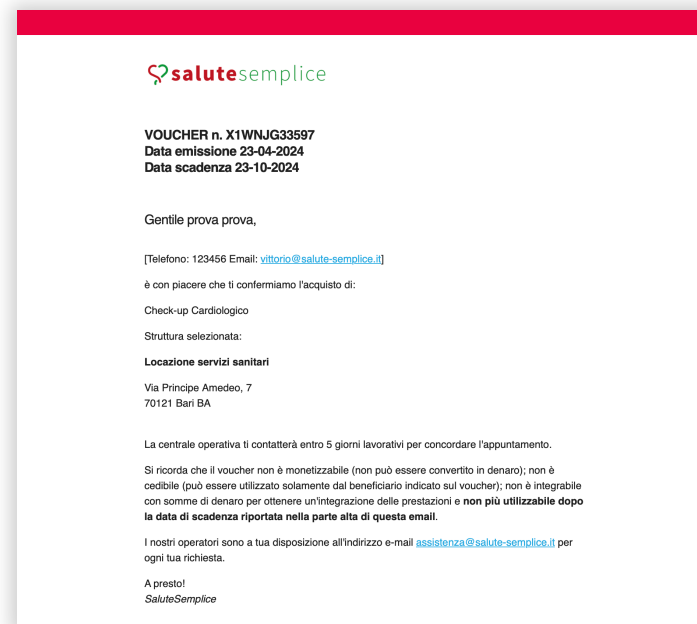 salutesemplice
VOUCHER n. X1WNJG33597
Data emissione 23-04-2024
Data scadenza 23-10-2024
Gentile prova prova,
[Telefono: 123456 Email: vittorio@salute-semplice.it]
è con piacere che ti confermiamo l'acquisto di:
Check-up Cardiologico
Struttura selezionata:
Locazione servizi sanitari
Via Principe Amedeo, 7
70121 Bari BA
La centrale operativa ti contatterà entro 5 giorni lavorativi per concordare l'appuntamento.
Si ricorda che il voucher non è monetizzabile (non può essere convertito in denaro); non è
cedibile (può essere utilizzato solamente dal beneficiario indicato sul voucher); non è integrabile
con somme di denaro per ottenere un'integrazione delle prestazioni e non più utilizzabile dopo
la data di scadenza riportata nella parte alta di questa email.
I nostri operatori sono a tua disposizione all'indirizzo e-mail assistenza@salute-semplice.it per
ogni tua richiesta.
A presto!
SaluteSemplice